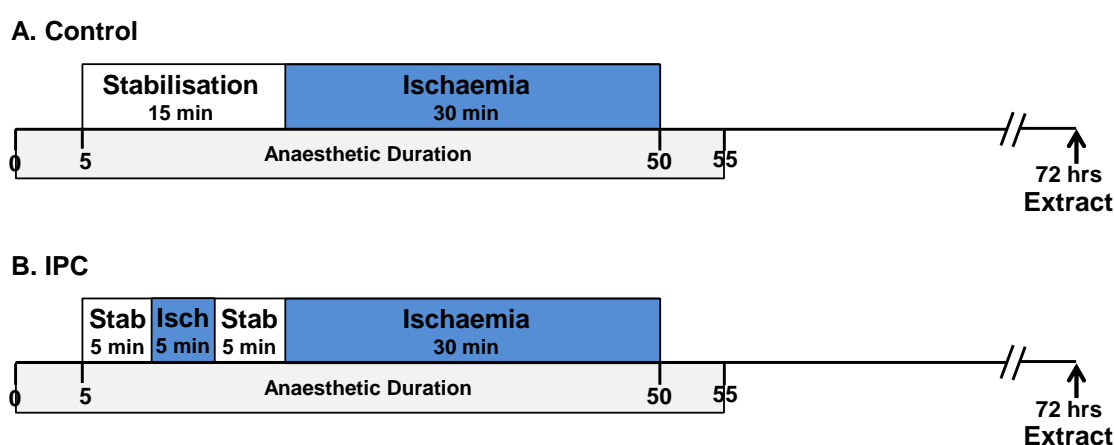 A. Control
Stabilisation Ischaemia
15 min 30 min
Anaesthetic Duration
0 5 50 55
72 hrs
Extract
B. IPC
Stab Isch Stab Ischaemia
5 min 5 min 5 min 30 min
Anaesthetic Duration
0 5 50 55
72 hrs
Extract